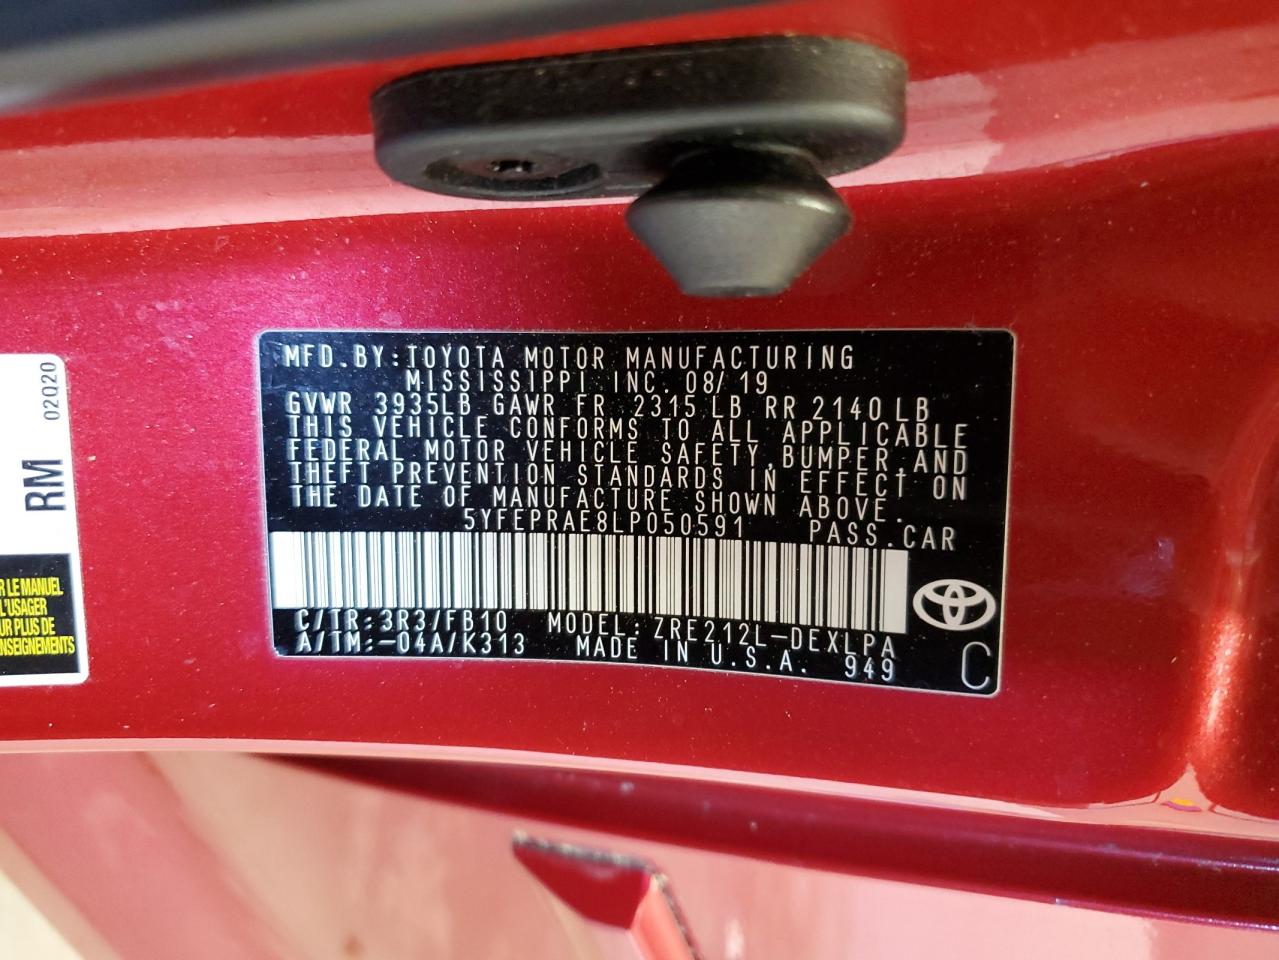 MFD.BY:TOYOTA MOTOR MANUFACTURING
MISSISSIPPI INC. 08/19
GVWR 3935LB GAWR FR 2315LB RR 2140LB
THIS VEHICLE CONFORMS TO ALL APPLICABLE
FEDERAL MOTOR VEHICLE SAFETY,BUMPER,AND
THEFT PREVENTION STANDARDS IN EFFECT ON
THE DATE OF MANUFACTURE SHOWN ABOVE.
5YFEPRAE8LP050591 PASS.CAR
C/TR:3R3/FB10 MODEL:ZRE212L-DEXLPA
A/TM:-04A/K313 MADE IN U.S.A. 949
C
RM 02Q20
R LE MANUEL
L'USAGER
UR PLUS DE
NSEIGNEMENTS